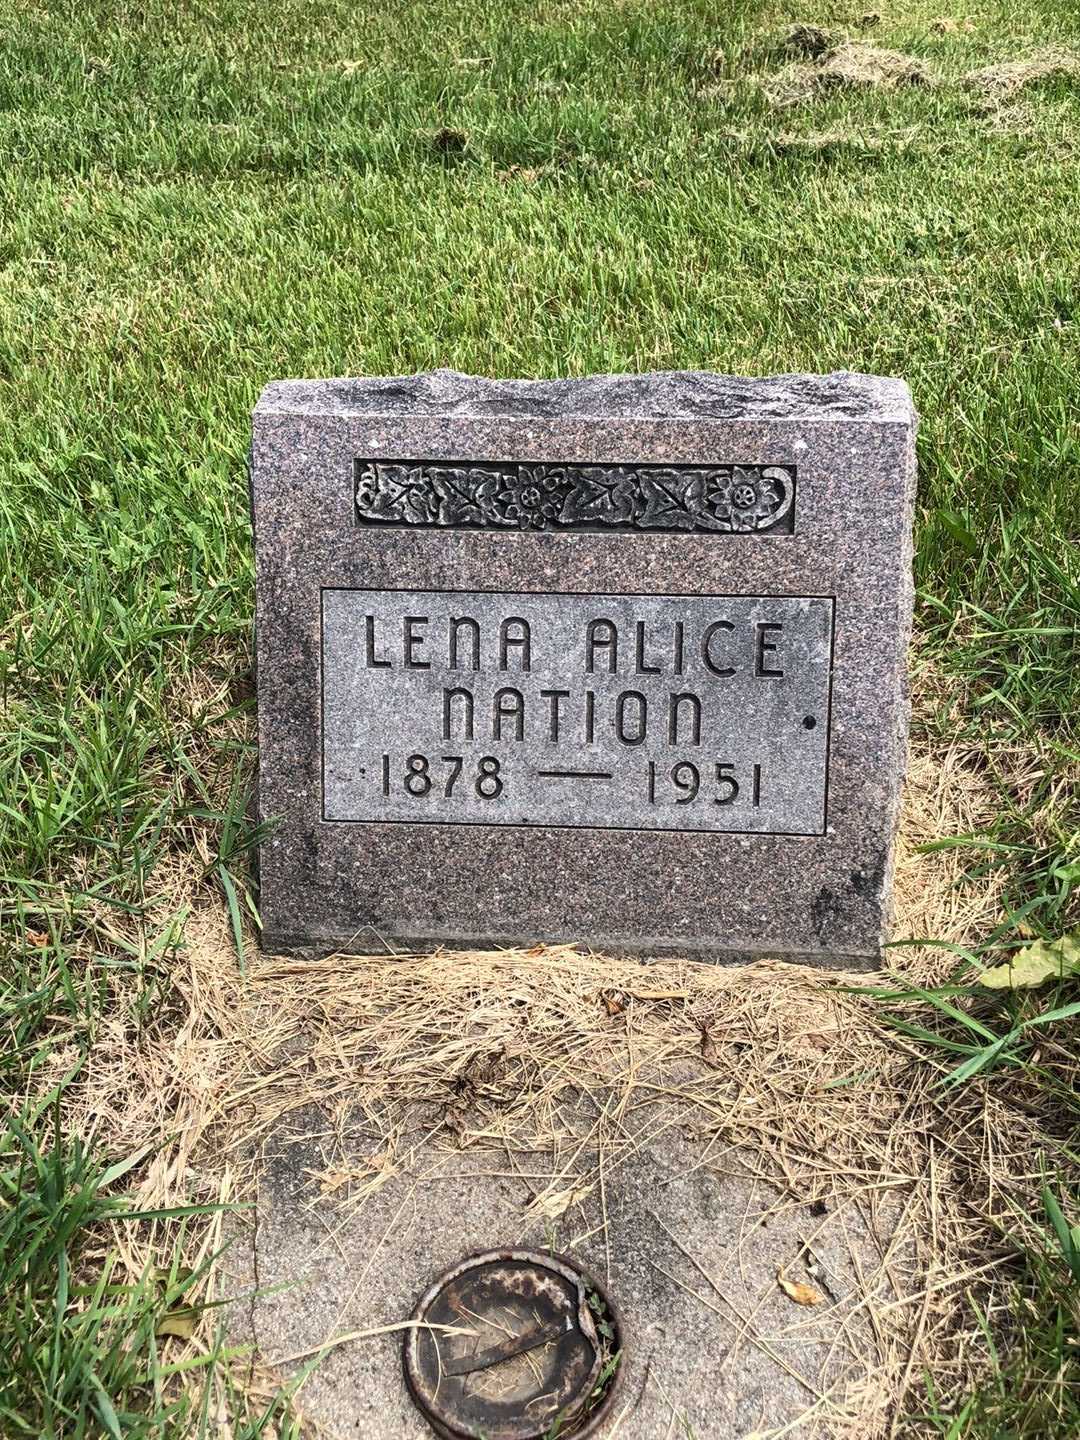 LENA ALICE
NATION
1878 — 1951